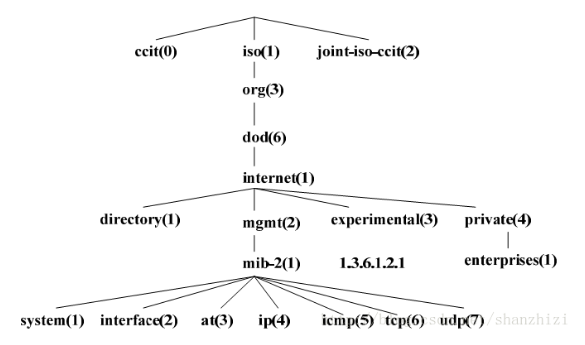 ccit(0) iso(1) joint-iso-ccit(2)
org(3)
dod(6)
internet(1)
directory(1) mgmt(2) experimental(3) private(4)
mib-2(1) 1.3.6.1.2.1 enterprises(1)
system(1) interface(2) at(3) ip(4) icmp(5) tcp(6) udp(7)